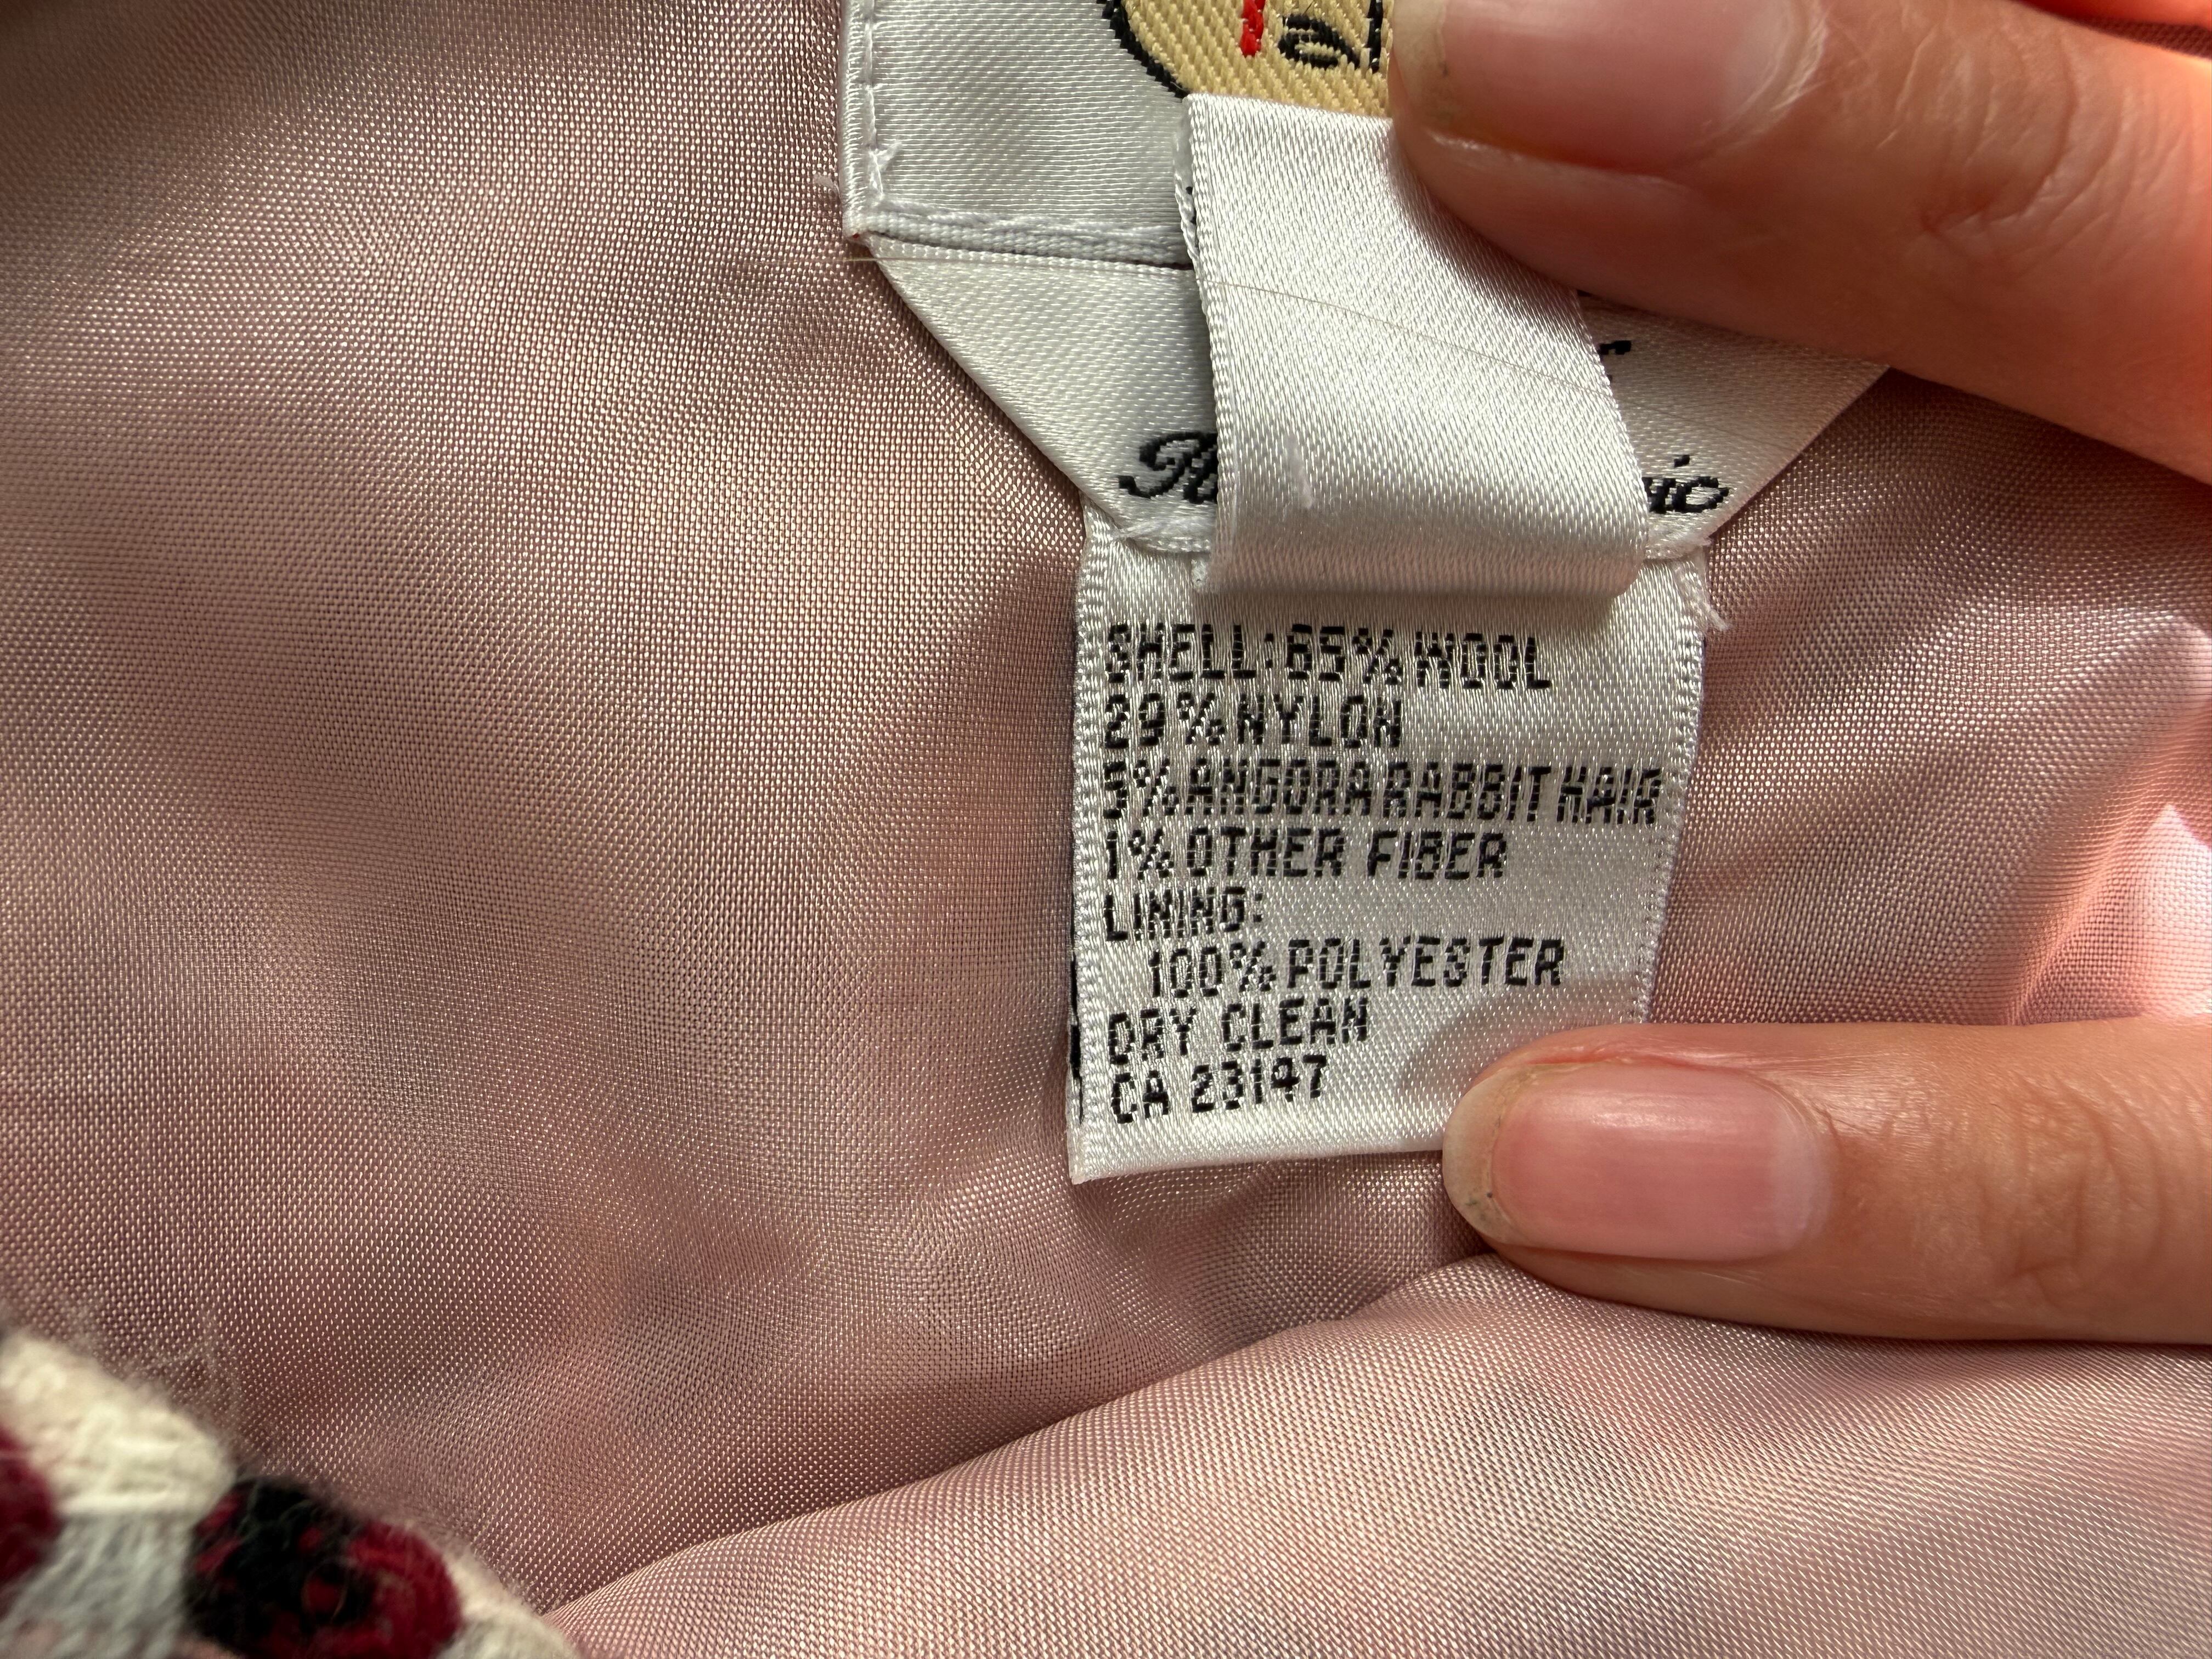 SHELL: 65% WOOL
29% NYLON
5% ANGORA RABBIT HAIR
1% OTHER FIBER
LINING:
100% POLYESTER
DRY CLEAN
CA 23147